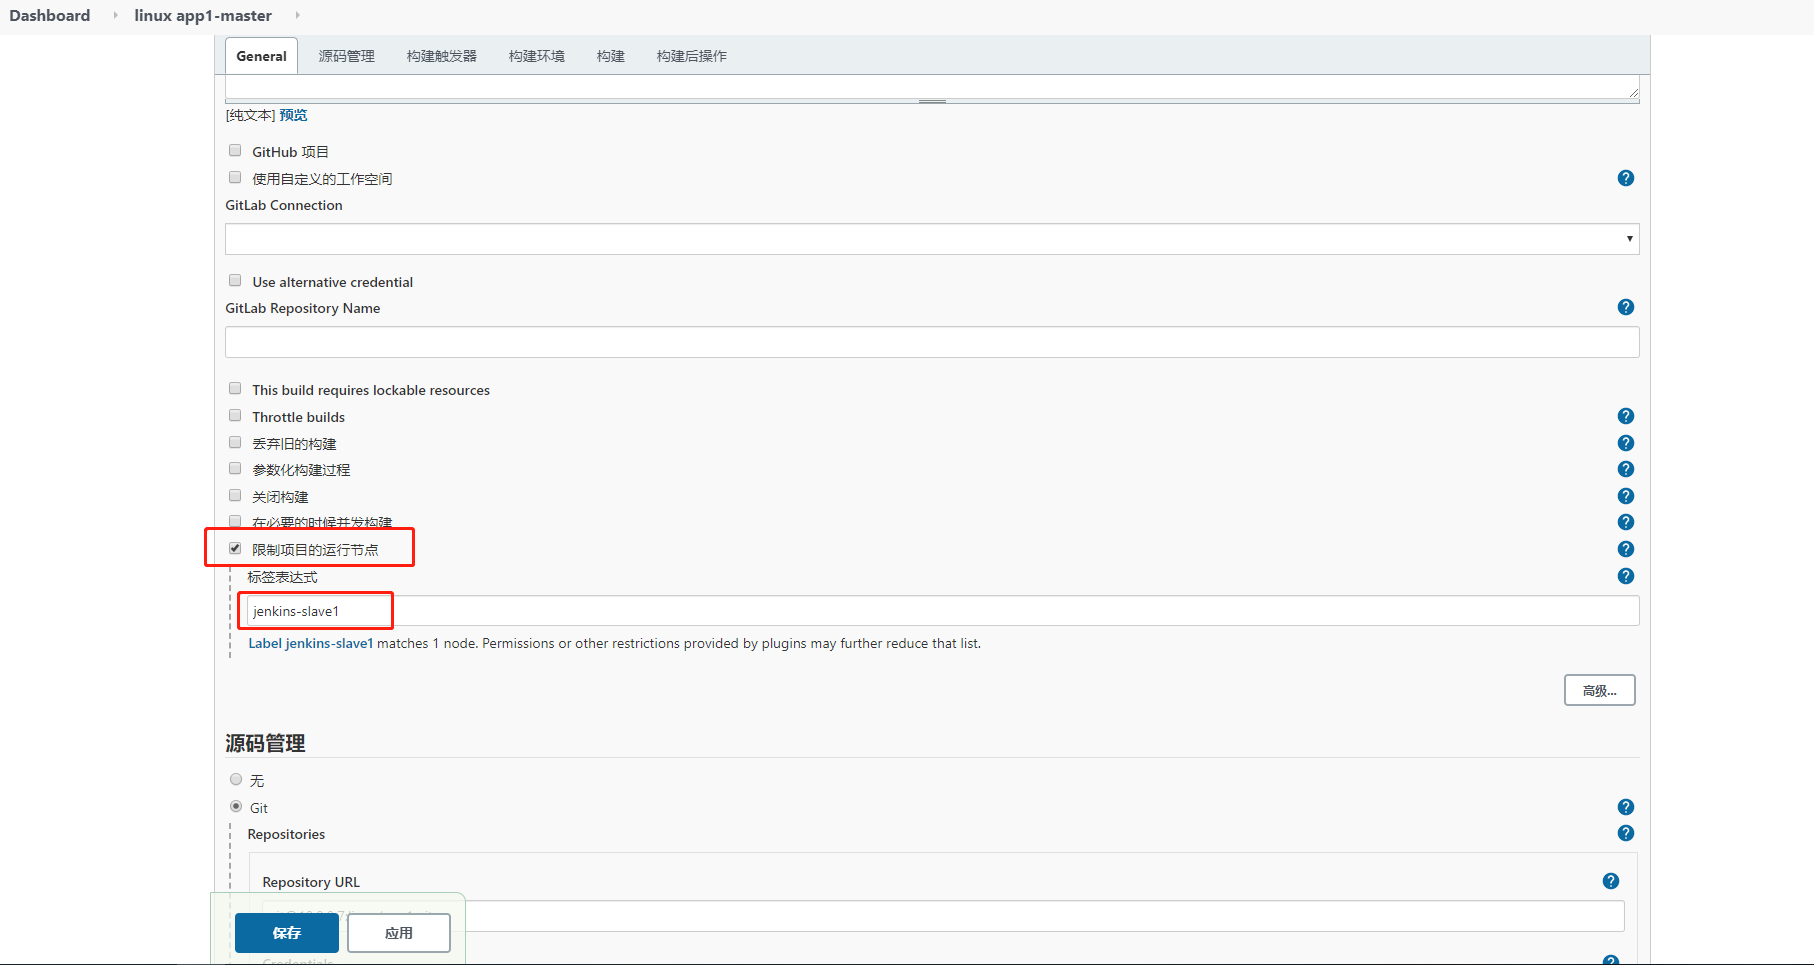 Dashboard linux app1-master
General 源码管理 构建触发器 构建环境 构建 构建后操作
[纯文本] 预览
GitHub 项目
使用自定义的工作空间
GitLab Connection
Use alternative credential
GitLab Repository Name
This build requires lockable resources
Throttle builds
丢弃旧的构建
参数化构建过程
关闭构建
在必要的时候并发构建
限制项目的运行节点
标签表达式
jenkins-slave1
Label jenkins-slave1 matches 1 node. Permissions or other restrictions provided by plugins may further reduce that list.
高级...
源码管理
无
Git
Repositories
Repository URL
保存 应用
Credentials